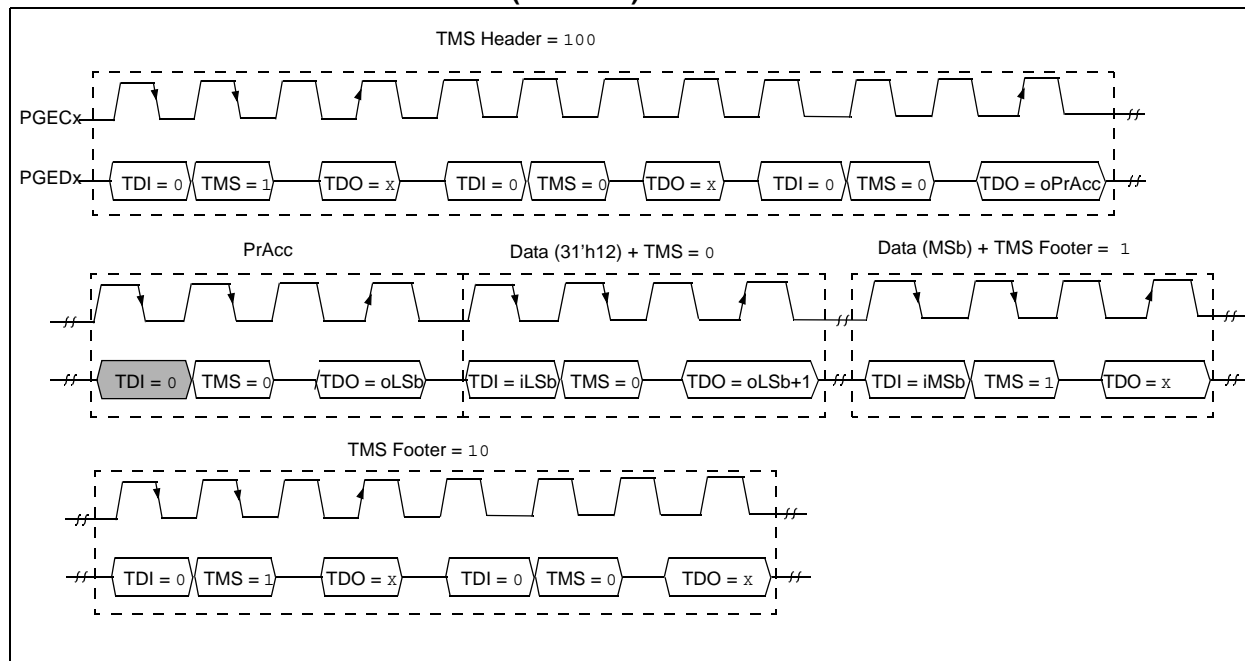 TMS Header = 100
PGECx
PGEDx
TDI = 0 TMS = 1 TDO = x TDI = 0 TMS = 0 TDO = x TDI = 0 TMS = 0 TDO = oPrAcc
PrAcc Data (31'h12) + TMS = 0 Data (MSb) + TMS Footer = 1
TDI = 0 TMS = 0 TDO = oLSb TDI = iLSb TMS = 0 TDO = oLSb+1 TDI = iMSb TMS = 1 TDO = x
TMS Footer = 10
TDI = 0 TMS = 1 TDO = x TDI = 0 TMS = 0 TDO = x